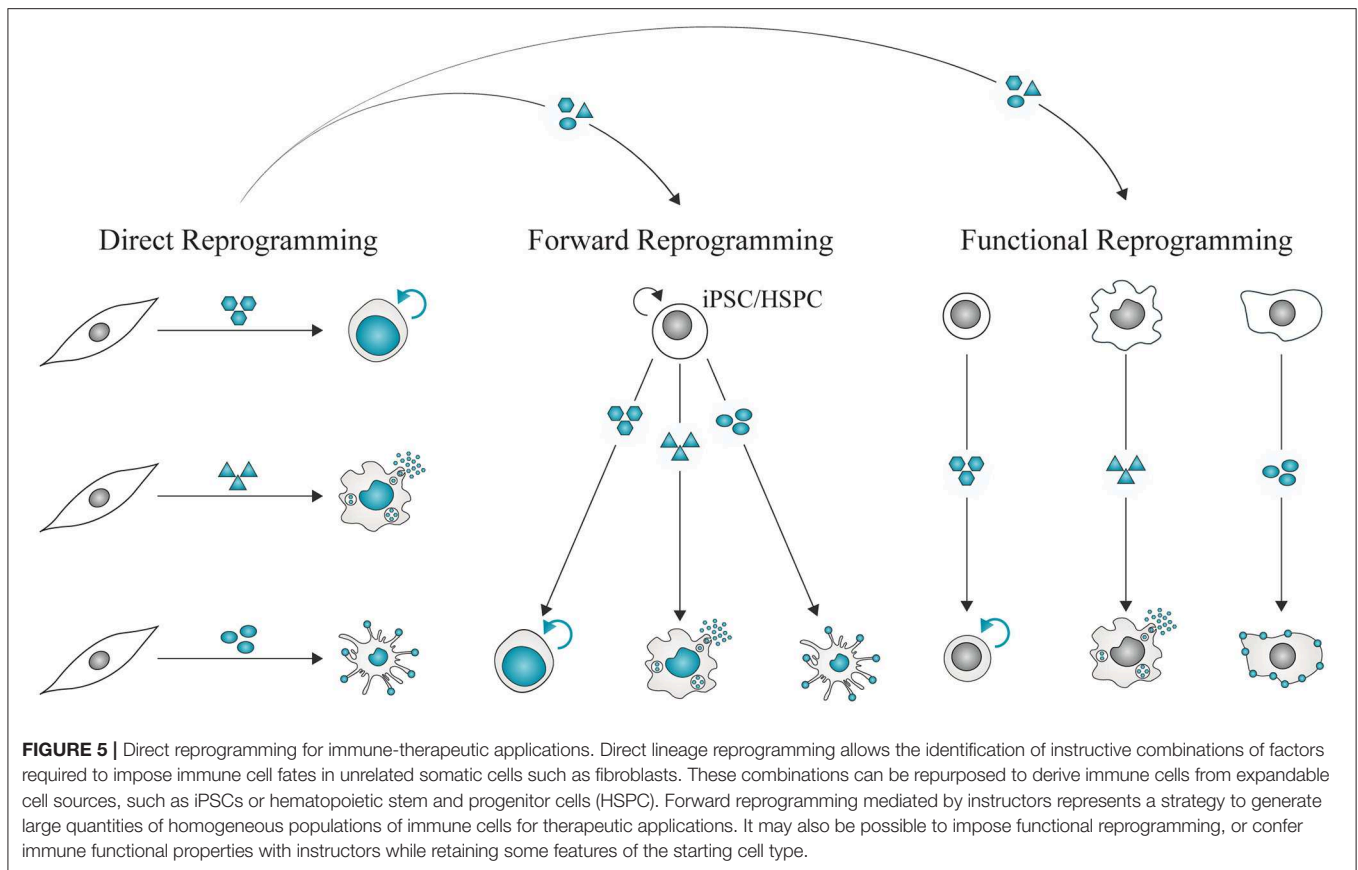 Direct Reprogramming
Forward Reprogramming
Functional Reprogramming
iPSC/HSPC
FIGURE 5 | Direct reprogramming for immune-therapeutic applications. Direct lineage reprogramming allows the identification of instructive combinations of factors
required to impose immune cell fates in unrelated somatic cells such as fibroblasts. These combinations can be repurposed to derive immune cells from expandable
cell sources, such as iPSCs or hematopoietic stem and progenitor cells (HSPC). Forward reprogramming mediated by instructors represents a strategy to generate
large quantities of homogeneous populations of immune cells for therapeutic applications. It may also be possible to impose functional reprogramming, or confer
immune functional properties with instructors while retaining some features of the starting cell type.